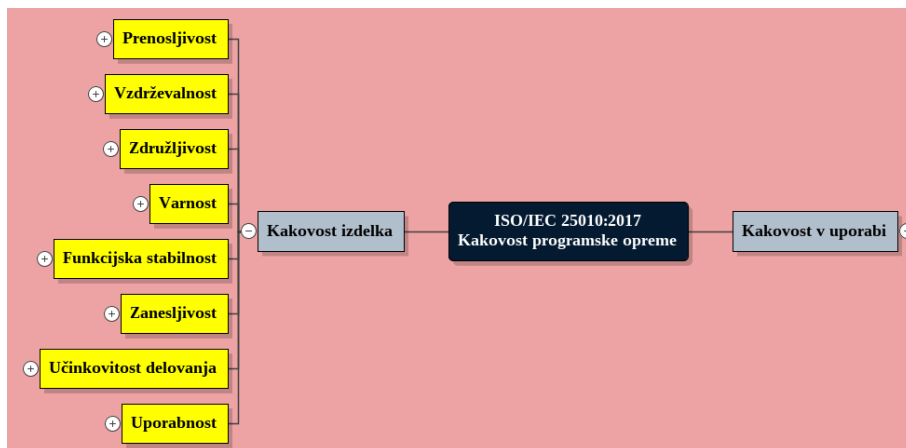 Prenosljivost
Vzdrževalnost
Združljivost
Varnost
Funkcijska stabilnost
Zanesljivost
Učinkovitost delovanja
Uporabnost
Kakovost izdelka
ISO/IEC 25010:2017
Kakovost programske opreme
Kakovost v uporabi